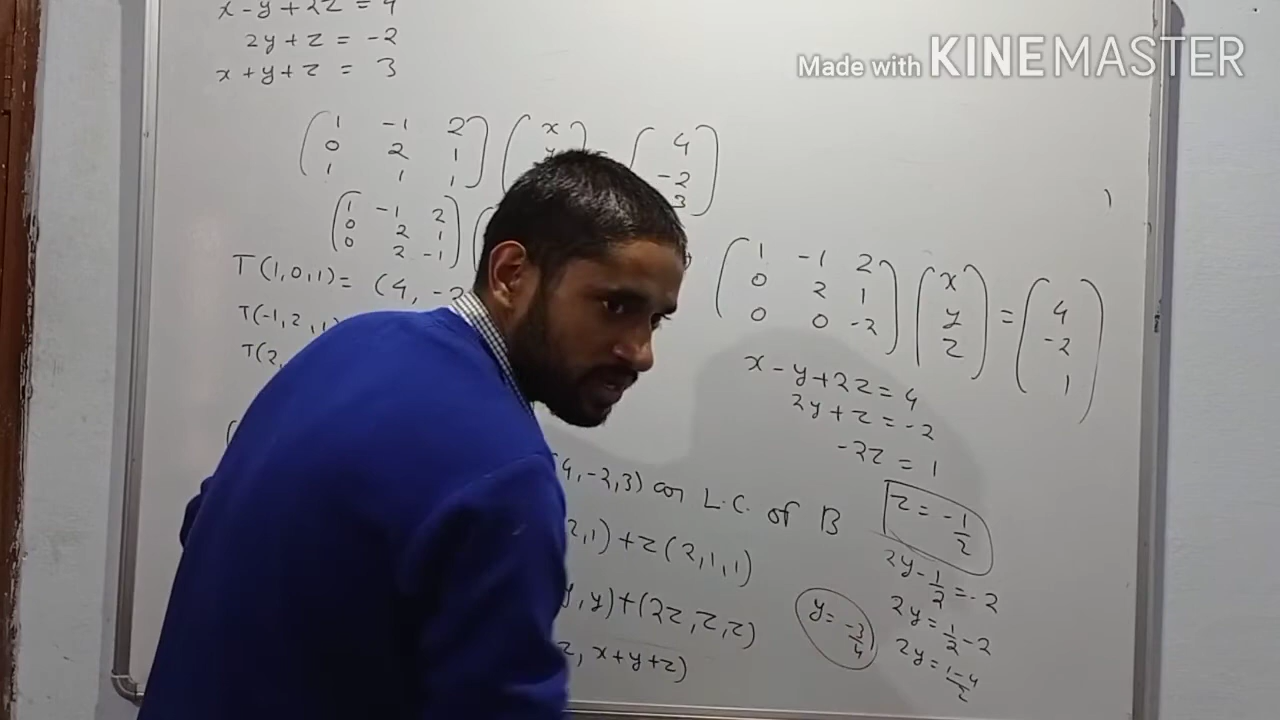 x - y + 2z = 4
2y + z = -2
x + y + z = 3
Made with KINEMASTER
1 -1 2 x 4
0 2 1 y = -2
1 1 1 3
1 -1 2
0 2 1
0 2 -1
T(1,0,1) = (4, -2
T(-1,2,1)
T(2,
1 -1 2 x 4
0 2 1 y = -2
0 0 -2 z 1
x - y + 2z = 4
2y + z = -2
-2z = 1
z = -1/2
2y - 1/2 = -2
2y = 1/2 - 2
2y = 1-4/2
y = -3/4
4, -2, 3) as L.C. of B
2,1) + z(2,1,1)
y, y) + (2z, z, z)
z, x+y+z)